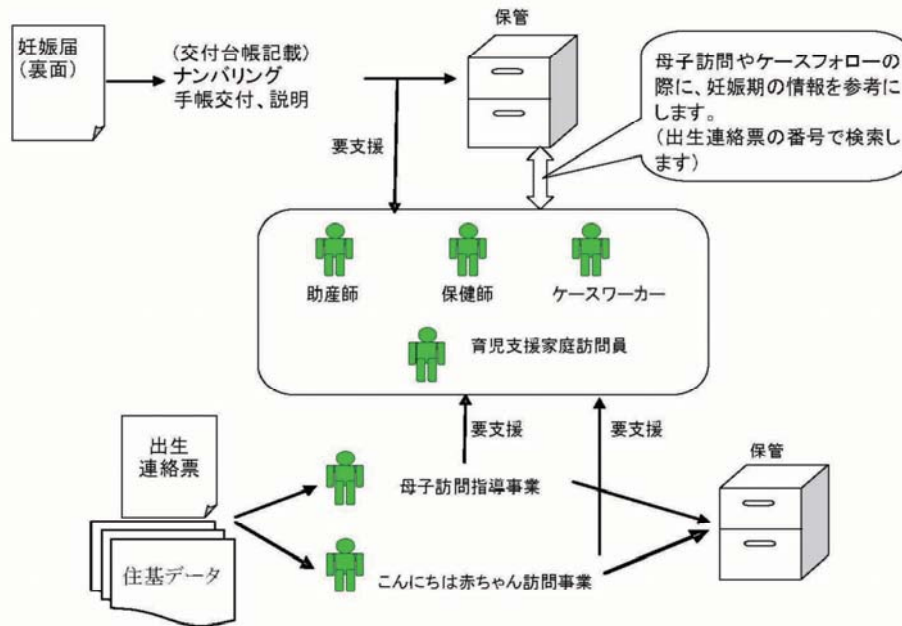 妊娠届
(裏面)
(交付台帳記載)
ナンバリング
手帳交付、説明
保管
母子訪問やケースフォローの
際に、妊娠期の情報を参考に
します。
(出生連絡票の番号で検索し
ます)
要支援
助産師
保健師
ケースワーカー
育児支援家庭訪問員
要支援
要支援
出生
連絡票
母子訪問指導事業
保管
住基データ
こんにちは赤ちゃん訪問事業